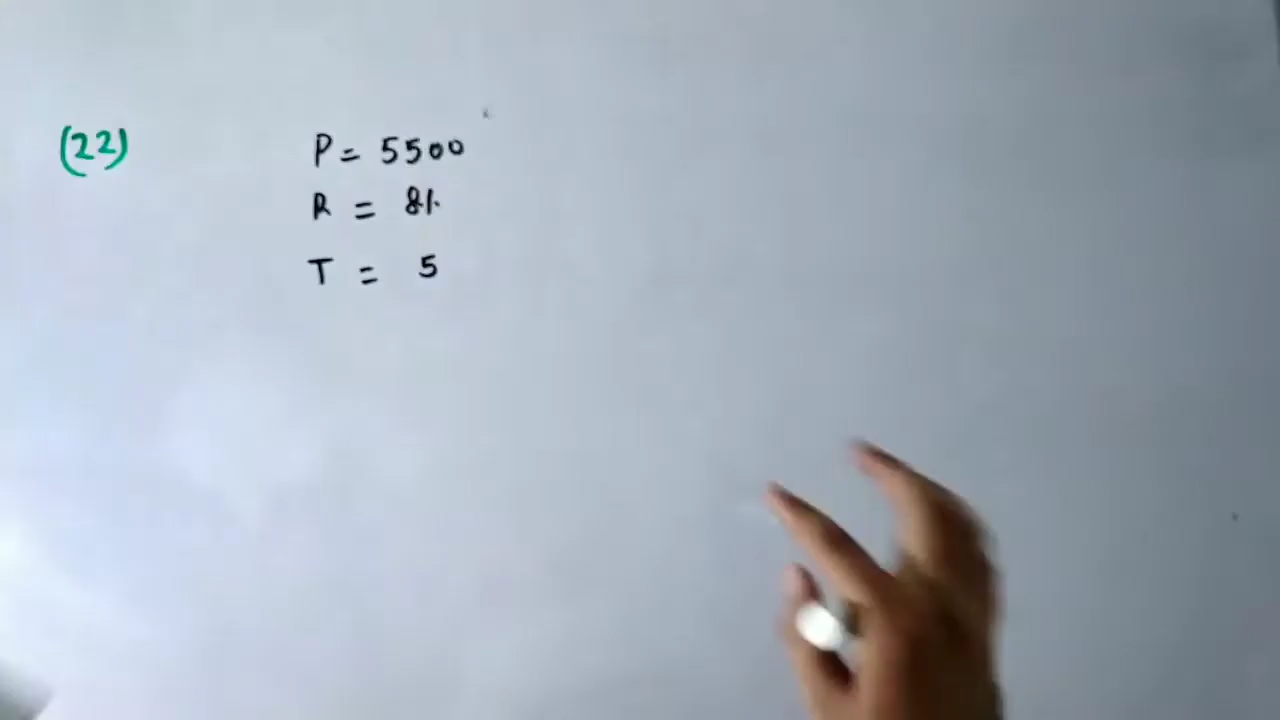 (22) P = 5500
R = 8%
T = 5